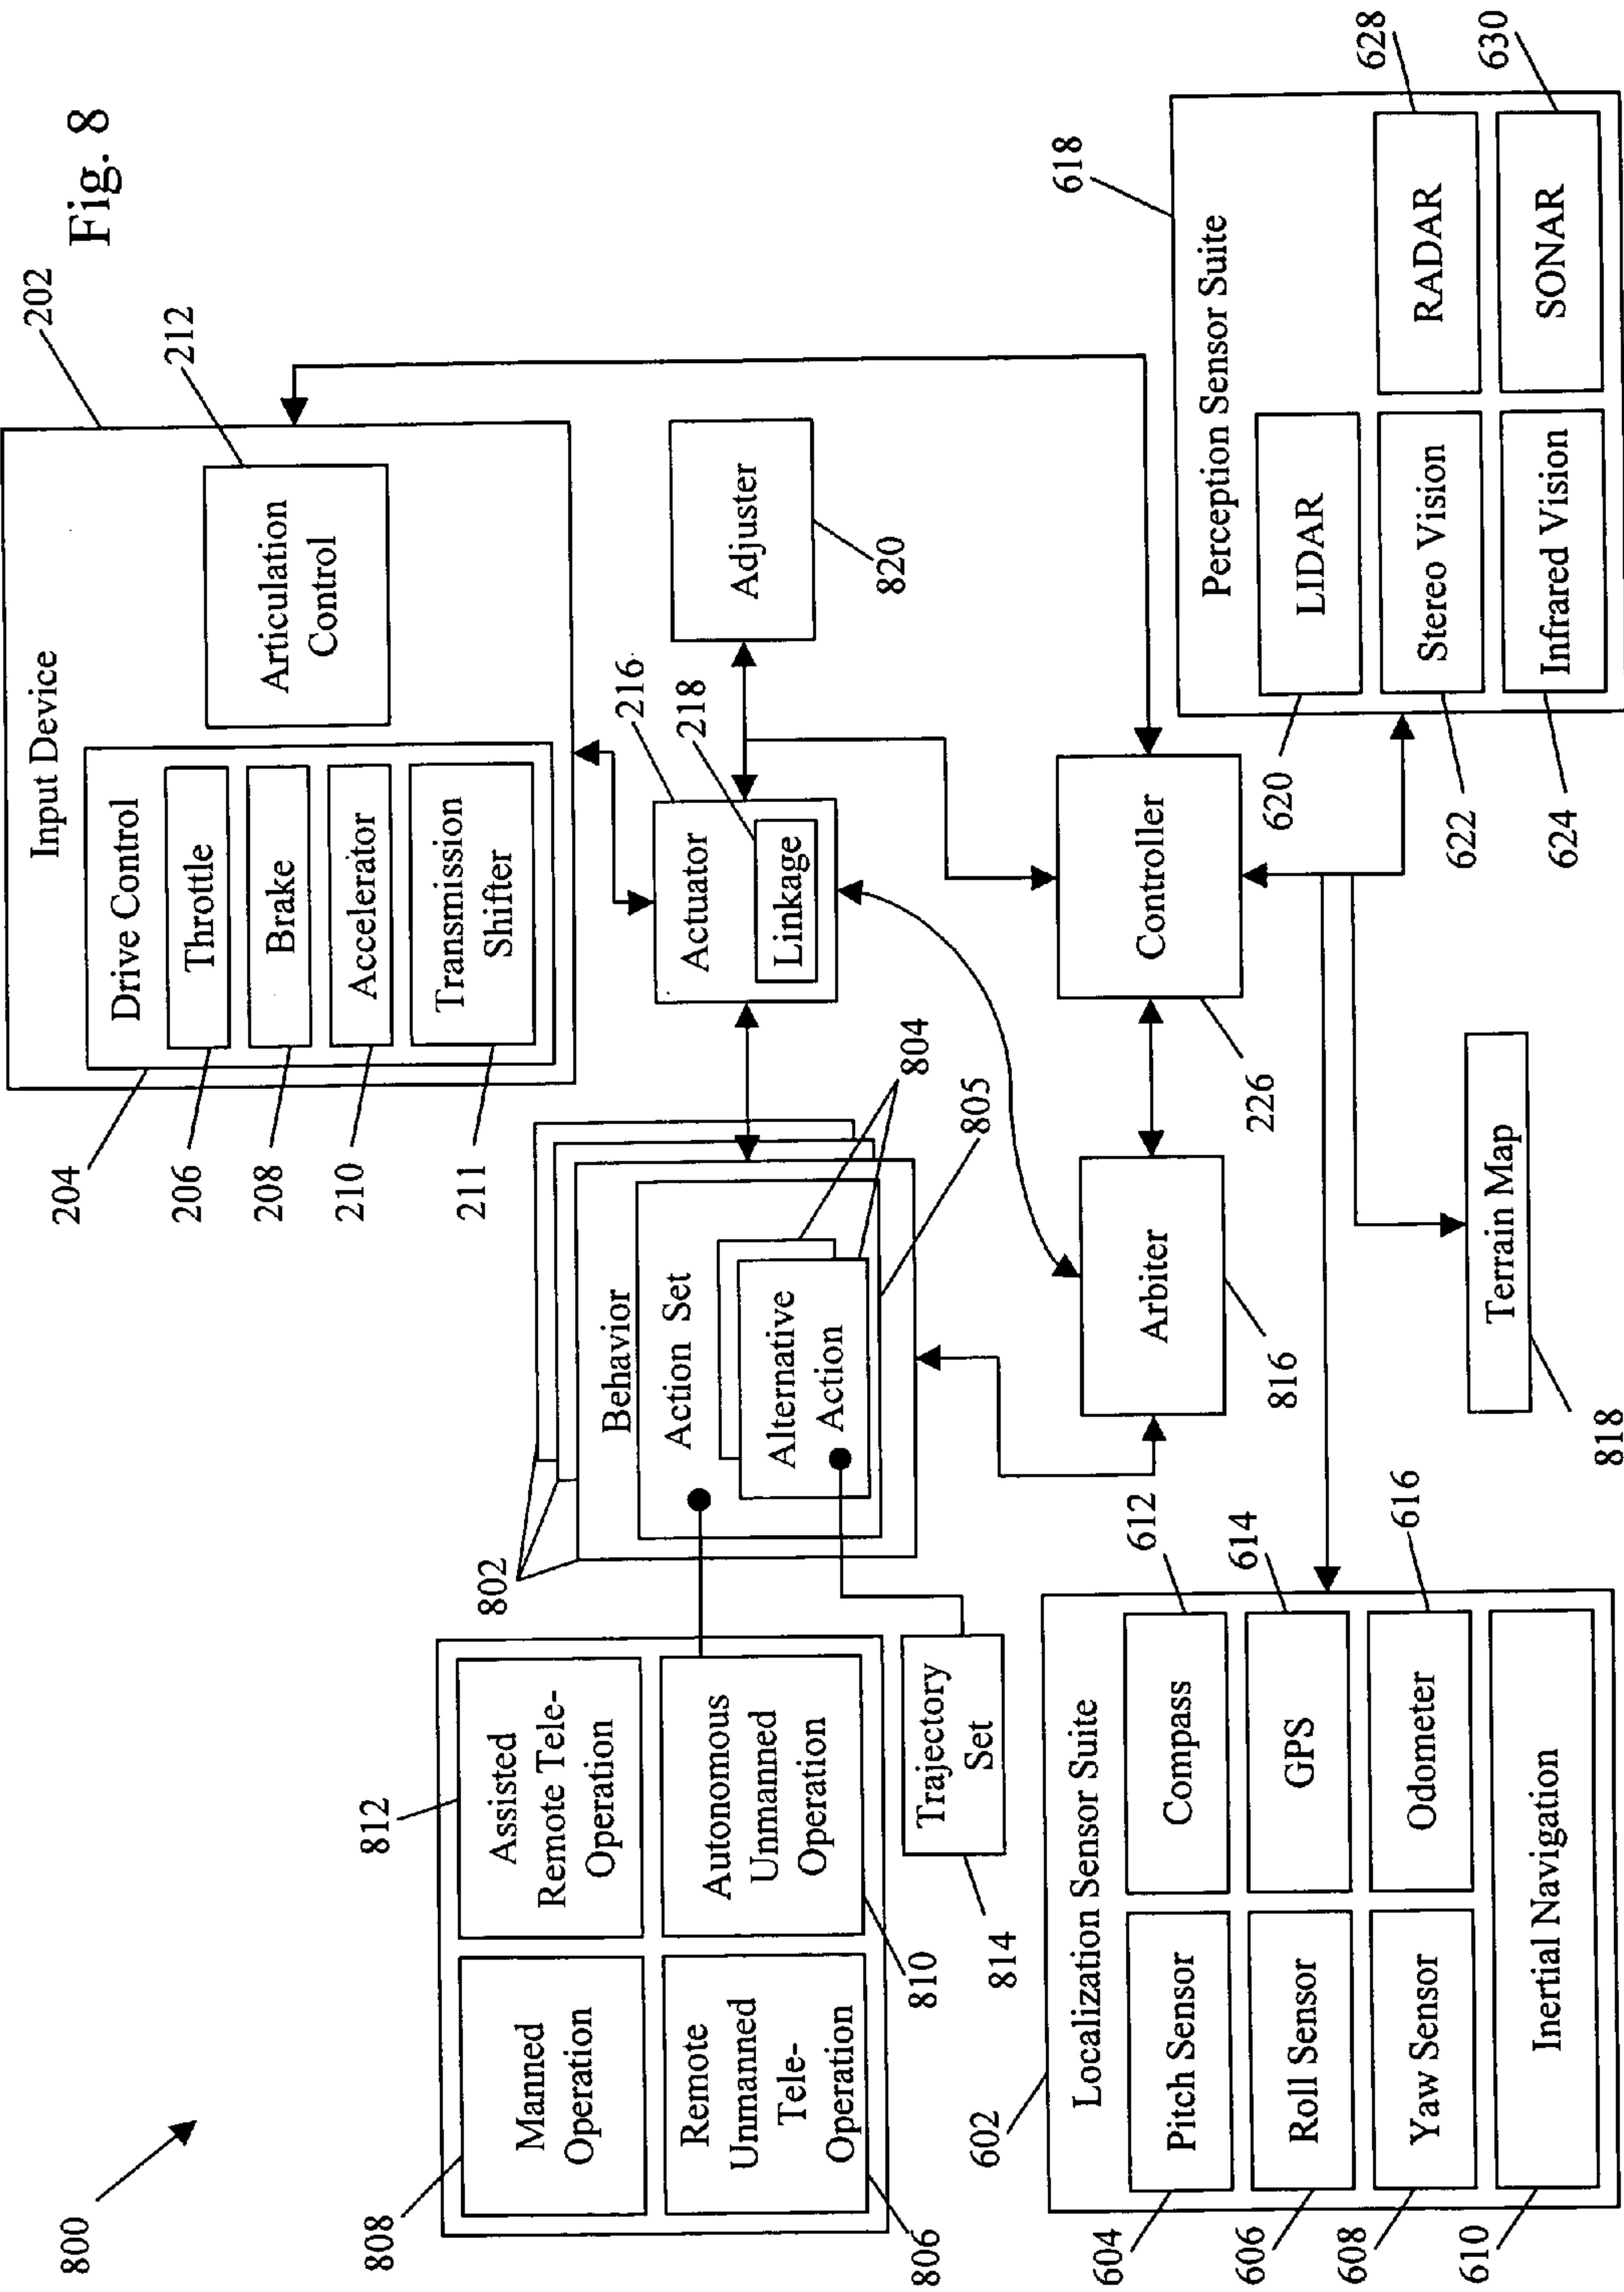 Fig. 8
800
808
812
Manned
Operation
Assisted
Remote Tele-
Operation
Remote
Unmanned
Tele-
Operation
Autonomous
Unmanned
Operation
806
810
Trajectory
Set
814
802
Behavior
Action Set
Alternative
Action
804
805
202
Input Device
204
Drive Control
Throttle
Brake
Accelerator
Transmission
Shifter
206
208
210
211
Articulation
Control
212
Actuator
Linkage
216
218
Adjuster
820
Arbiter
816
Controller
226
602
Localization Sensor Suite
Pitch Sensor
Compass
Roll Sensor
GPS
Yaw Sensor
Odometer
Inertial Navigation
604
606
608
610
612
614
616
Terrain Map
818
618
Perception Sensor Suite
LIDAR
Stereo Vision
RADAR
Infrared Vision
SONAR
620
622
624
628
630